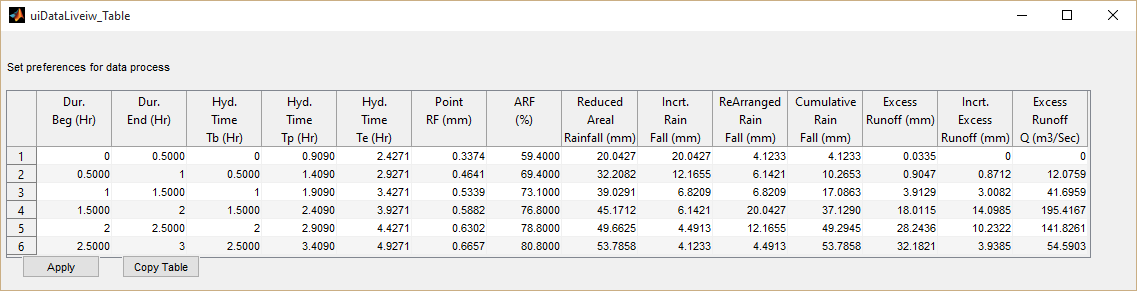 uiDataLiveiw_Table
Set preferences for data process
Dur. Hyd. Hyd. Hyd. Point ARF Reduced Incrt. ReArranged Cumulative Excess Incrt. Excess
Beg (Hr) End (Hr) Time Time Time RF (mm) (%) Areal Rain Rain Rain Runoff (mm) Excess Runoff
Tb (Hr) Tp (Hr) Te (Hr) Rainfall (mm) Fall (mm) Fall (mm) Fall (mm) Runoff (mm) Q (m3/Sec)
1 0 0.5000 0 0.9090 2.4271 0.3374 59.4000 20.0427 20.0427 4.1233 4.1233 0.0335 0 0
2 0.5000 1 0.5000 1.4090 2.9271 0.4641 69.4000 32.2082 12.1655 6.1421 10.2653 0.9047 0.8712 12.0759
3 1 1.5000 1 1.9090 3.4271 0.5339 73.1000 39.0291 6.8209 6.8209 17.0863 3.9129 3.0082 41.6959
4 1.5000 2 1.5000 2.4090 3.9271 0.5882 76.8000 45.1712 6.1421 20.0427 37.1290 18.0115 14.0985 195.4167
5 2 2.5000 2 2.9090 4.4271 0.6302 78.8000 49.6625 4.4913 12.1655 49.2945 28.2436 10.2322 141.8261
6 2.5000 3 2.5000 3.4090 4.9271 0.6657 80.8000 53.7858 4.1233 4.4913 53.7858 32.1821 3.9385 54.5903
Apply Copy Table